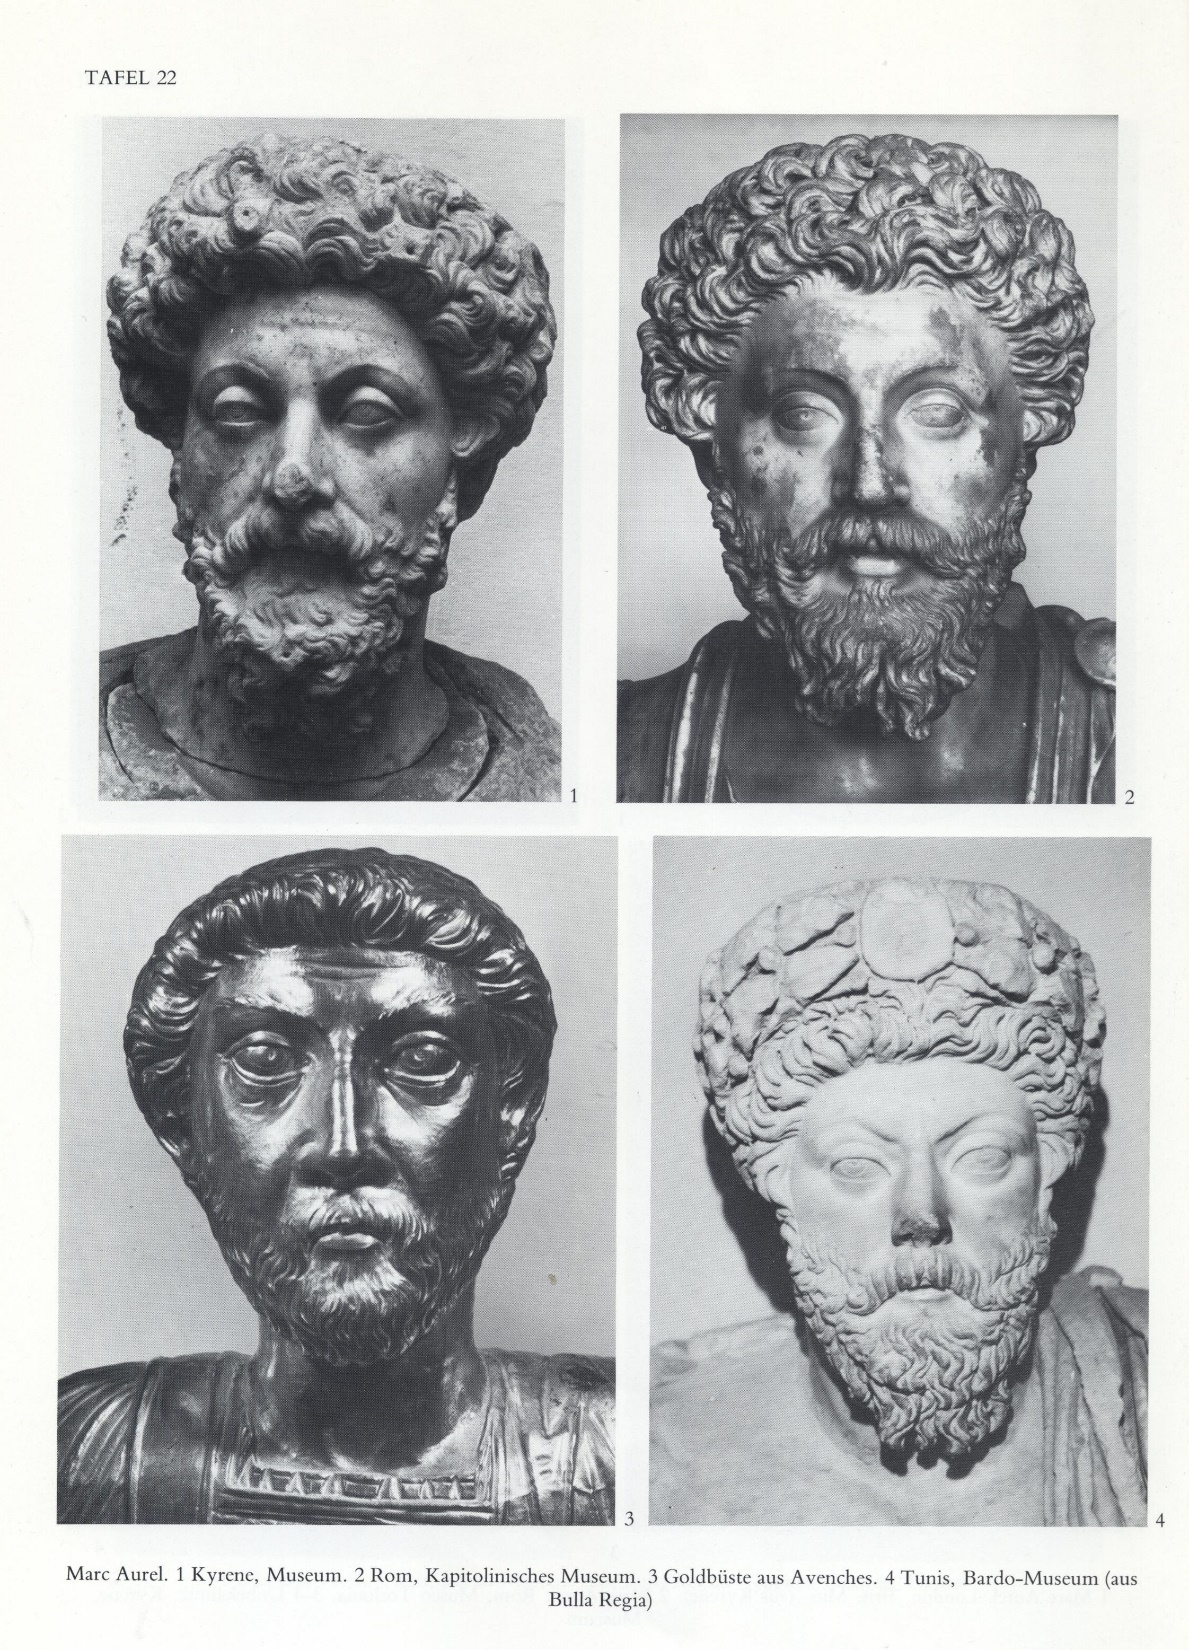 TAFEL 22
1
2
3
4
Marc Aurel. 1 Kyrene, Museum. 2 Rom, Kapitolinisches Museum. 3 Goldbüste aus Avenches. 4 Tunis, Bardo-Museum (aus
Bulla Regia)